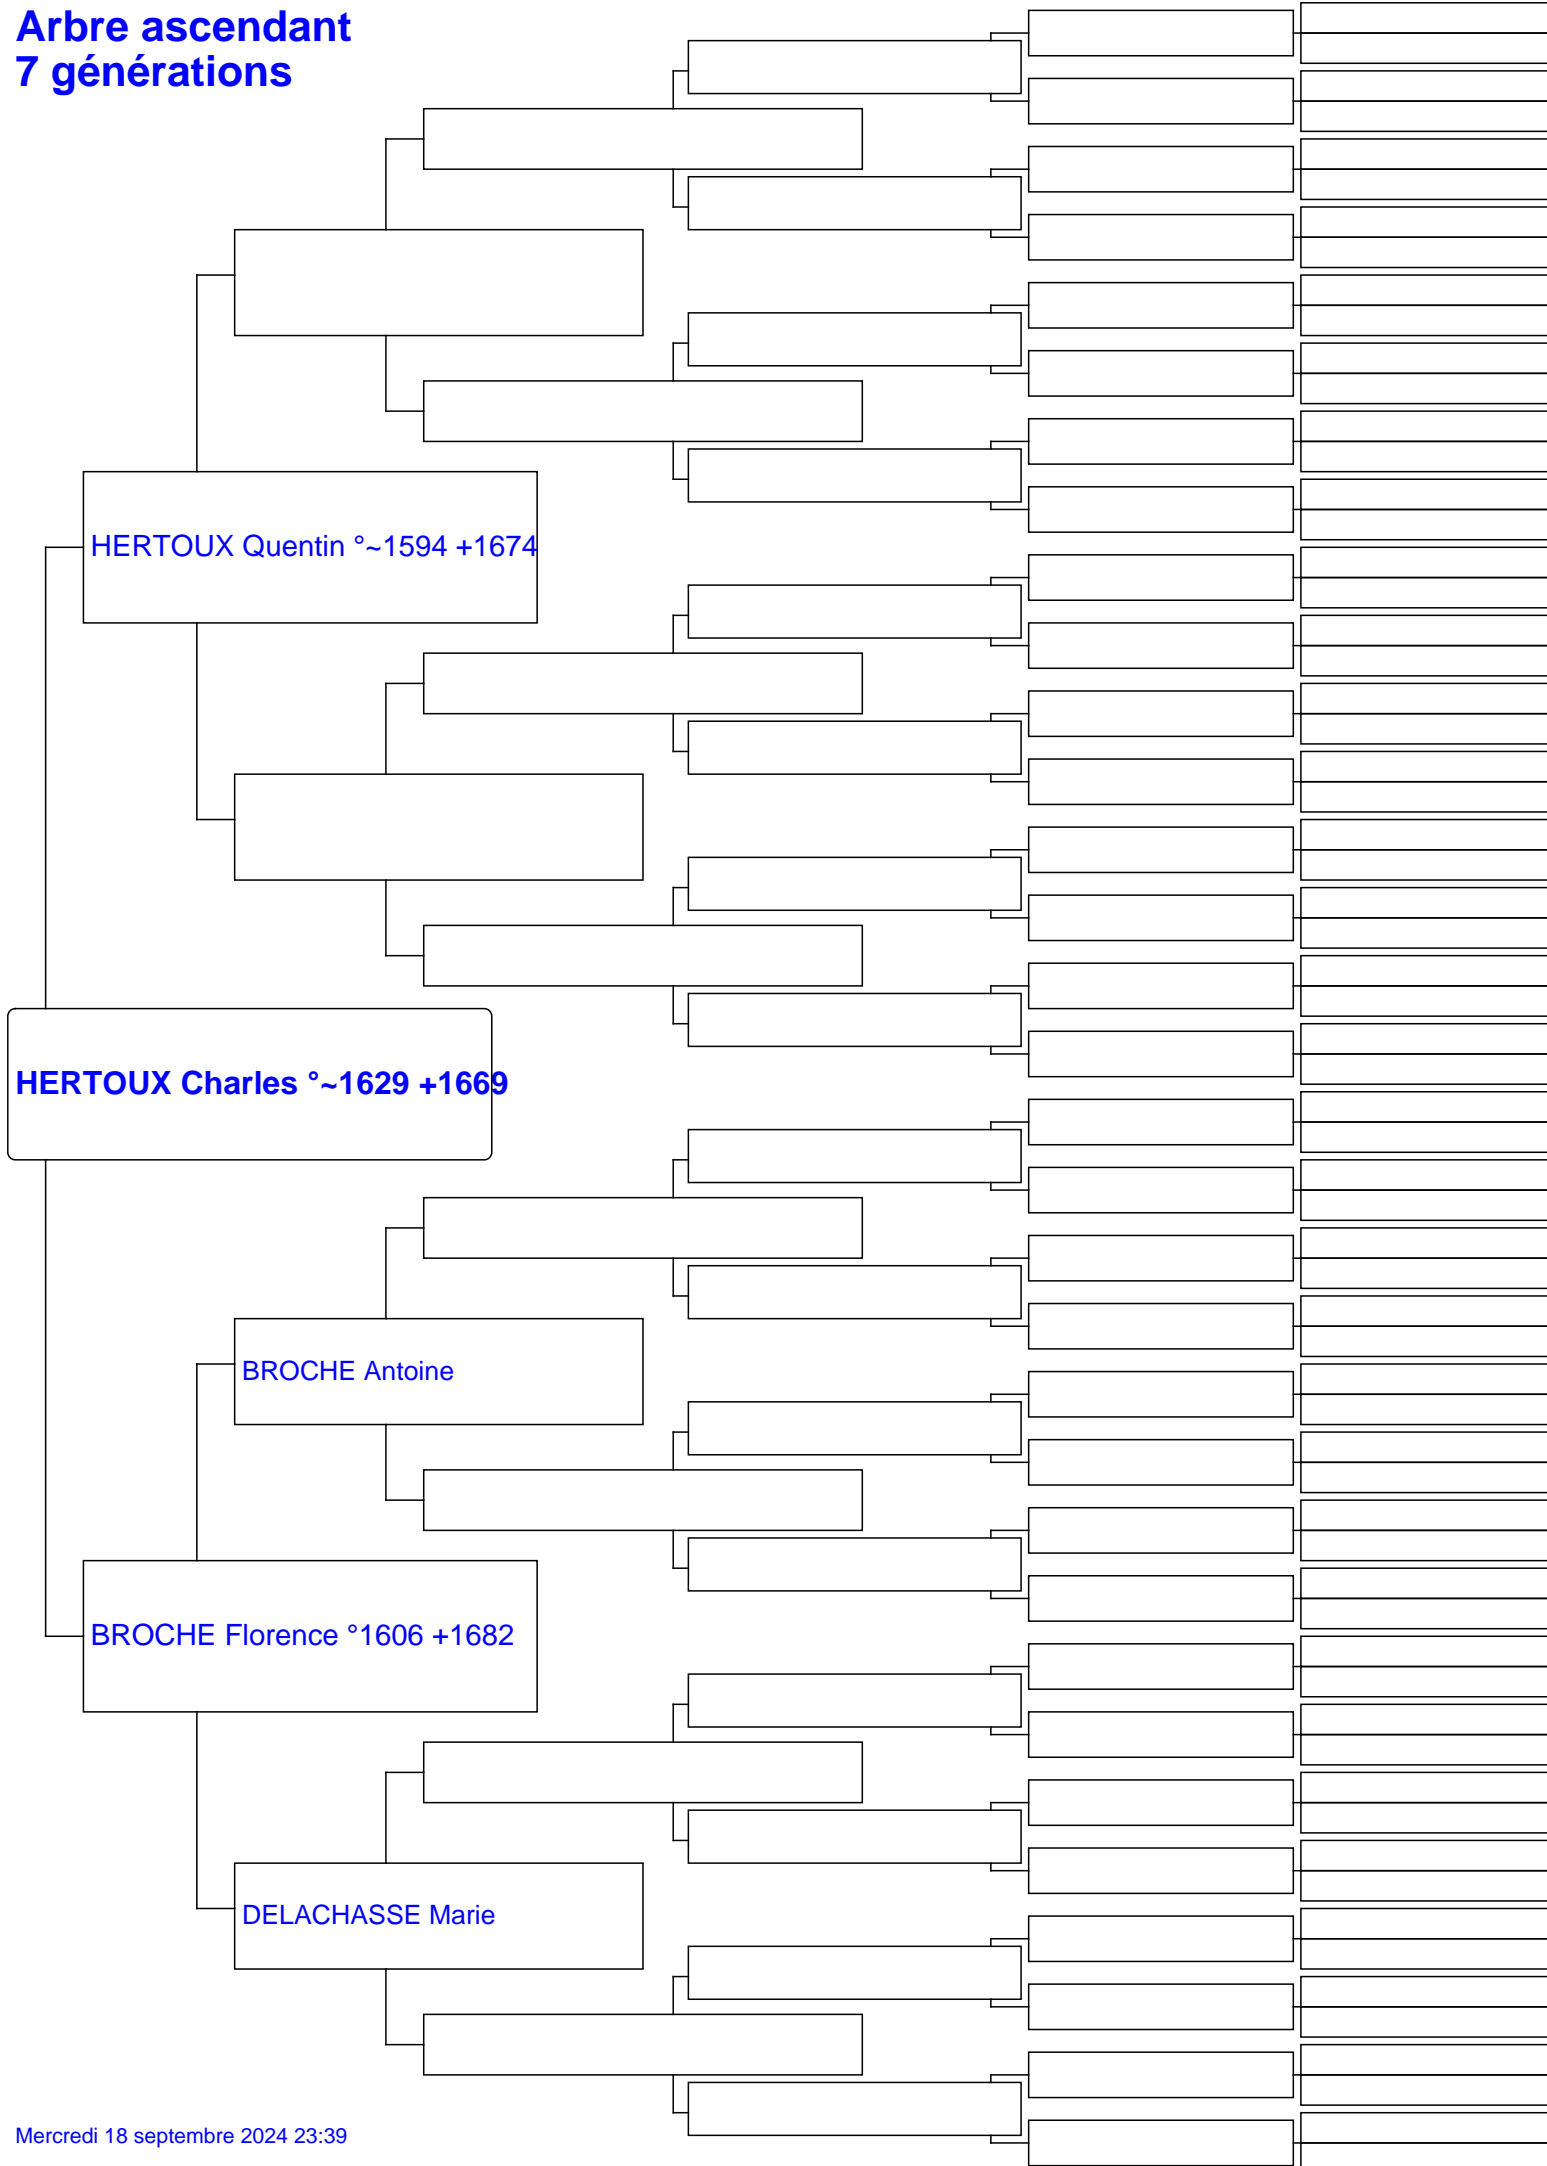 Arbre ascendant
7 générations
HERTOUX Quentin °~1594 +1674
HERTOUX Charles °~1629 +1669
BROCHE Antoine
BROCHE Florence °1606 +1682
DELACHASSE Marie
Mercredi 18 septembre 2024 23:39